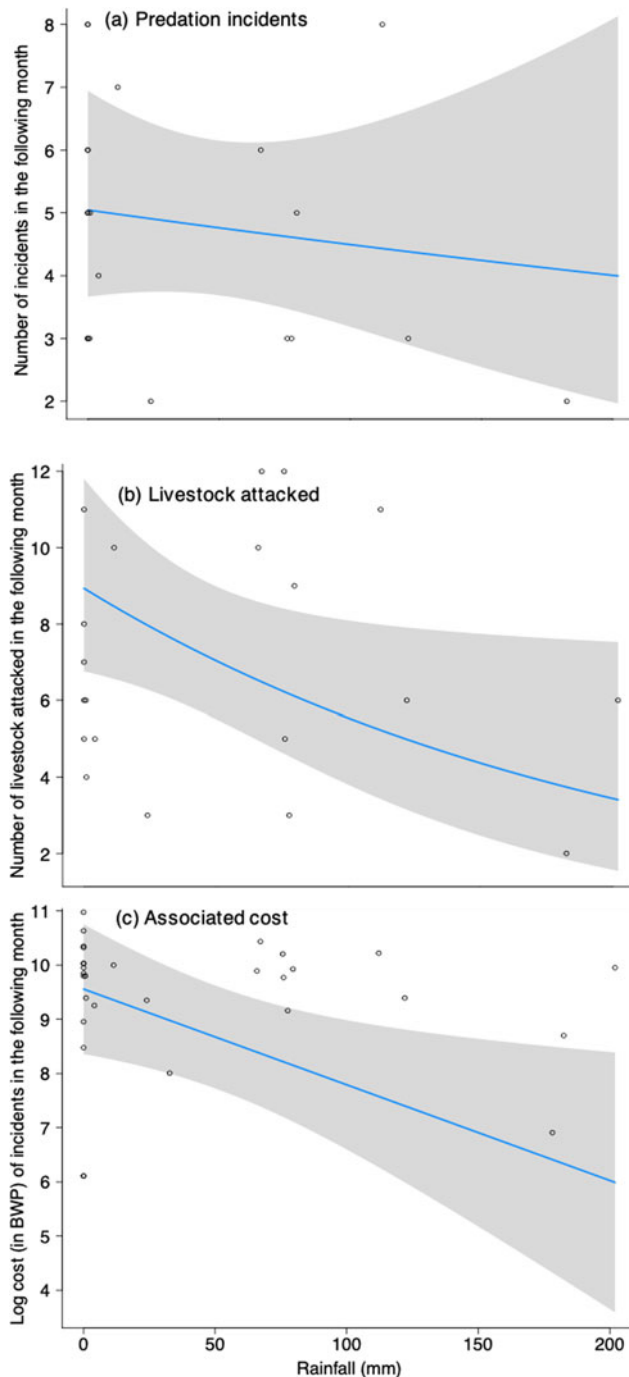 (a) Predation incidents
Number of incidents in the following month
8
7
6
5
4
3
2
(b) Livestock attacked
Number of livestock attacked in the following month
12
10
8
6
4
2
(c) Associated cost
Log cost (in BWP) of incidents in the following month
11
10
9
8
7
6
5
4
0 50 100 150 200
Rainfall (mm)